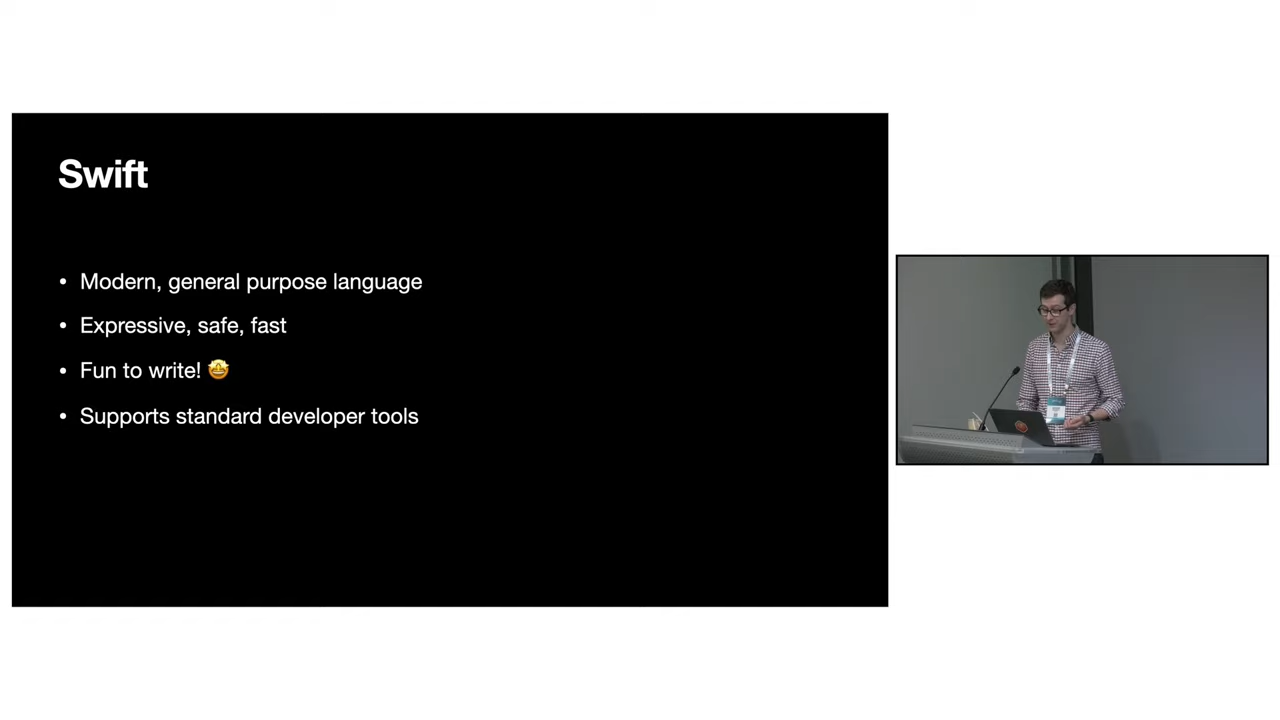 Swift
• Modern, general purpose language
• Expressive, safe, fast
• Fun to write! 🤩
• Supports standard developer tools